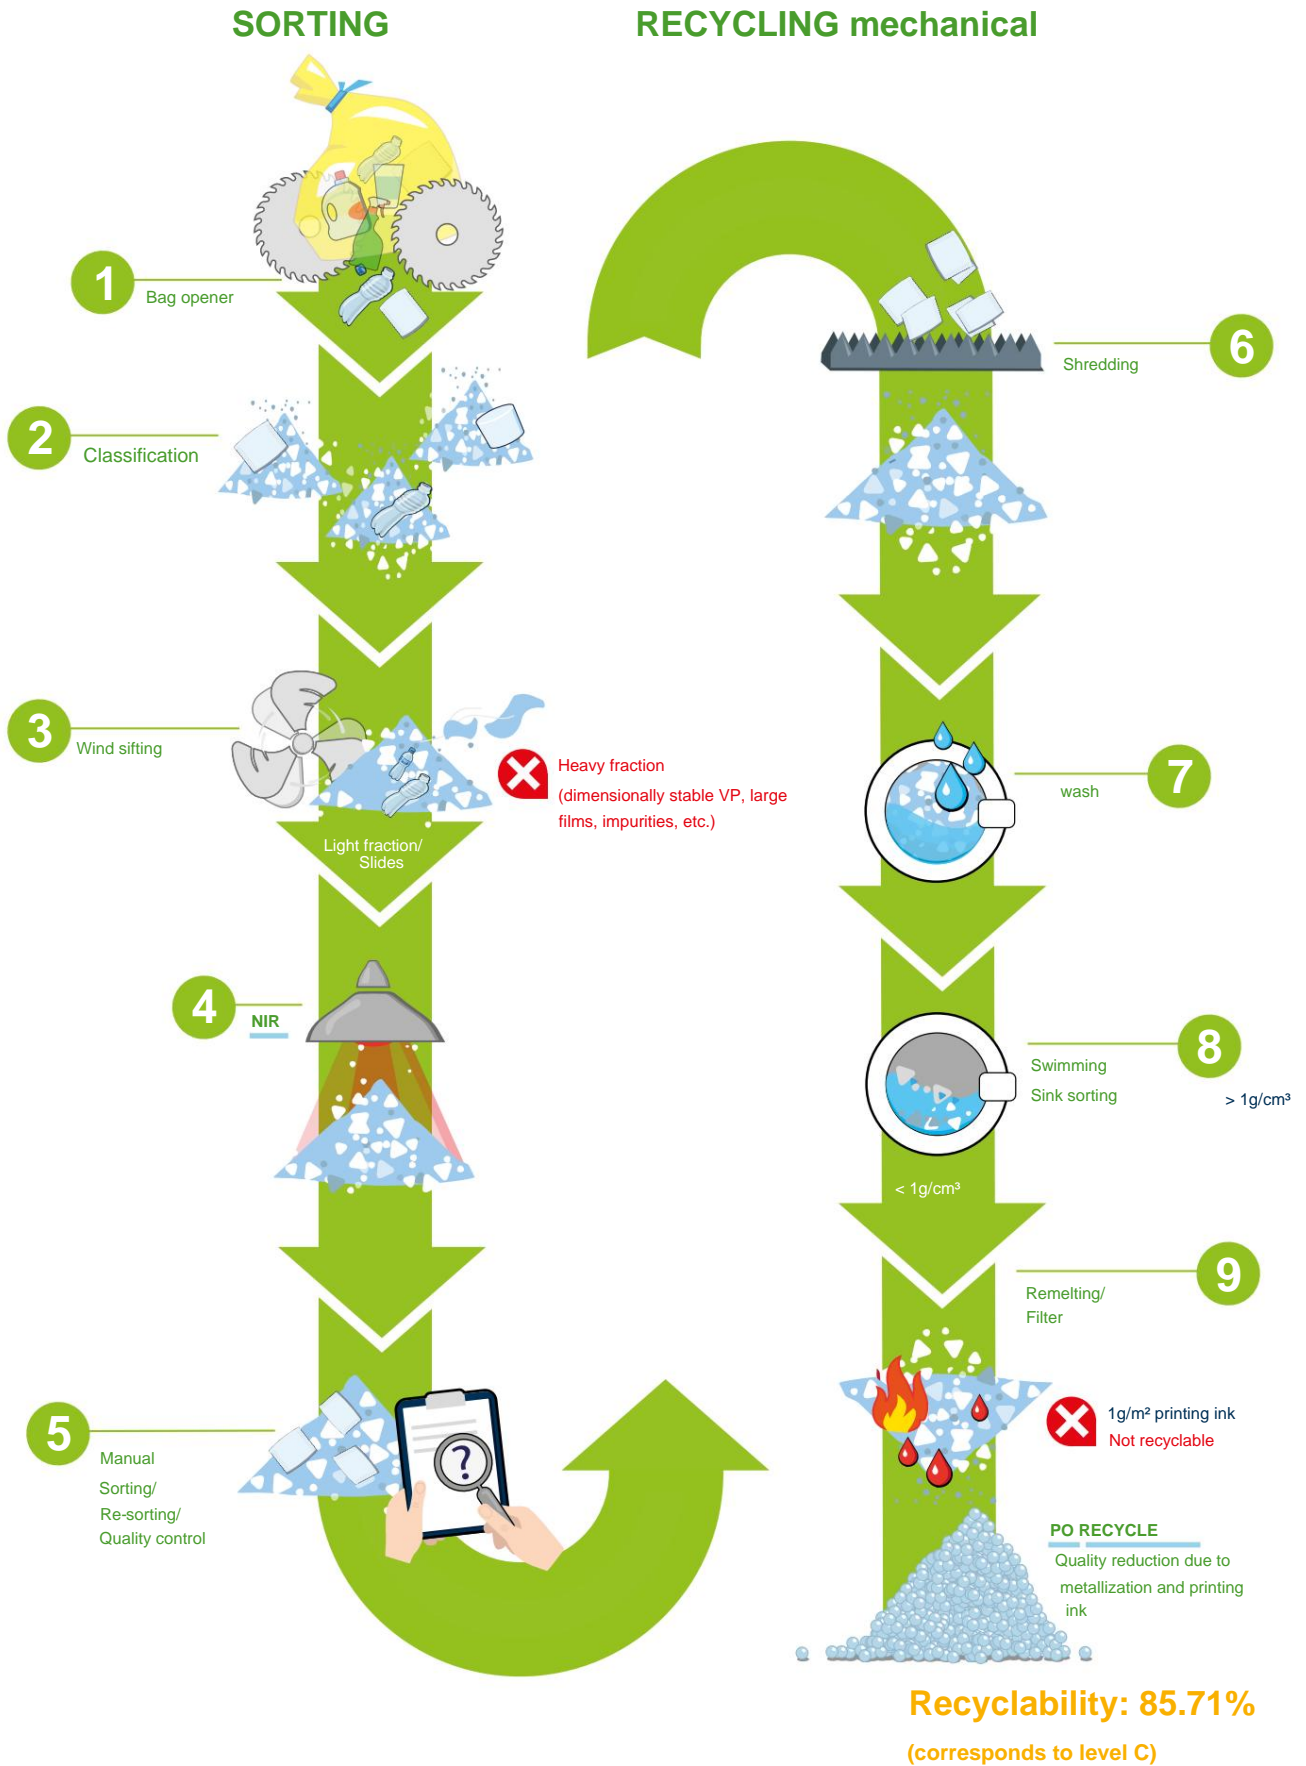 SORTING
RECYCLING mechanical
1
Bag opener
2
Classification
3
Wind sifting
Heavy fraction
(dimensionally stable VP, large
films, impurities, etc.)
Light fraction/
Slides
4
NIR
5
Manual
Sorting/
Re-sorting/
Quality control
?
6
Shredding
7
wash
8
Swimming
Sink sorting
> 1g/cm³
< 1g/cm³
9
Remelting/
Filter
1g/m² printing ink
Not recyclable
PO RECYCLE
Quality reduction due to
metallization and printing
ink
Recyclability: 85.71%
(corresponds to level C)